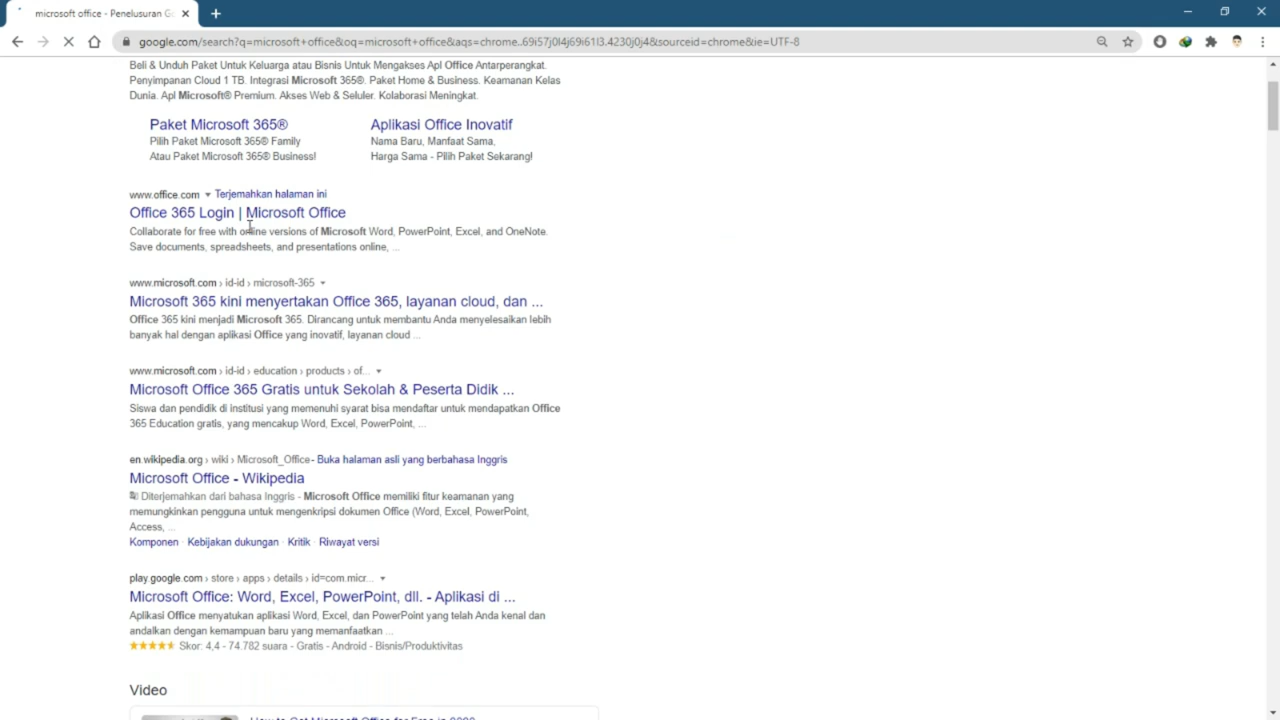 microsoft office - Penelusuran Go
google.com/search?q=microsoft+office&oq=microsoft+office&aqs=chrome..69i57j0l4j69i61l3.4230j0j4&sourceid=chrome&ie=UTF-8
Beli & Unduh Paket Untuk Keluarga atau Bisnis Untuk Mengakses Apl Office Antarperangkat.
Penyimpanan Cloud 1 TB. Integrasi Microsoft 365®. Paket Home & Business. Keamanan Kelas
Dunia. Apl Microsoft® Premium. Akses Web & Seluler. Kolaborasi Meningkat.
Paket Microsoft 365®
Pilih Paket Microsoft 365® Family
Atau Paket Microsoft 365® Business!
Aplikasi Office Inovatif
Nama Baru, Manfaat Sama,
Harga Sama - Pilih Paket Sekarang!
www.office.com Terjemahkan halaman ini
Office 365 Login | Microsoft Office
Collaborate for free with online versions of Microsoft Word, PowerPoint, Excel, and OneNote.
Save documents, spreadsheets, and presentations online, ...
www.microsoft.com › id-id › microsoft-365
Microsoft 365 kini menyertakan Office 365, layanan cloud, dan ...
Office 365 kini menjadi Microsoft 365. Dirancang untuk membantu Anda menyelesaikan lebih
banyak hal dengan aplikasi Office yang inovatif, layanan cloud ...
www.microsoft.com › id-id › education › products › of...
Microsoft Office 365 Gratis untuk Sekolah & Peserta Didik ...
Siswa dan pendidik di institusi yang memenuhi syarat bisa mendaftar untuk mendapatkan Office
365 Education gratis, yang mencakup Word, Excel, PowerPoint, ...
en.wikipedia.org › wiki › Microsoft_Office - Buka halaman asli yang berbahasa Inggris
Microsoft Office - Wikipedia
Diterjemahkan dari bahasa Inggris - Microsoft Office memiliki fitur keamanan yang
memungkinkan pengguna untuk mengenkripsi dokumen Office (Word, Excel, PowerPoint,
Access, ...
Komponen · Kebijakan dukungan · Kritik · Riwayat versi
play.google.com › store › apps › details › id=com.micr...
Microsoft Office: Word, Excel, PowerPoint, dll. - Aplikasi di ...
Aplikasi Office menyatukan aplikasi Word, Excel, dan PowerPoint yang telah Anda kenal dan
andalkan dengan kemampuan baru yang memanfaatkan ...
Skor: 4,4 - 74.782 suara - Gratis - Android - Bisnis/Produktivitas
Video
How to Get Microsoft Office for Free in 2020